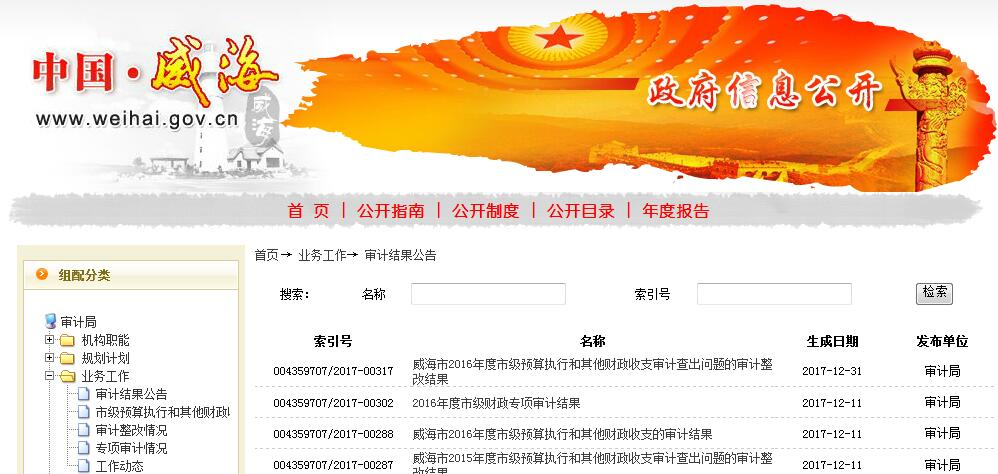 中国·威海
威海
www.weihai.gov.cn
政府信息公开
首 页 | 公开指南 | 公开制度 | 公开目录 | 年度报告
组配分类
审计局
机构职能
规划计划
业务工作
审计结果公告
市级预算执行和其他财政
审计整改情况
专项审计情况
工作动态
首页→ 业务工作→ 审计结果公告
搜索： 名称 索引号 检索
索引号 名称 生成日期 发布单位
004359707/2017-00317 威海市2016年度市级预算执行和其他财政收支审计查出问题的审计整 2017-12-31 审计局
改结果
004359707/2017-00302 2016年度市级财政专项审计结果 2017-12-11 审计局
004359707/2017-00288 威海市2016年度市级预算执行和其他财政收支的审计结果 2017-12-11 审计局
004359707/2017-00287 威海市2015年度市级预算执行和其他财政收支审计查出问题的审计整 2017-12-11 审计局
改结果